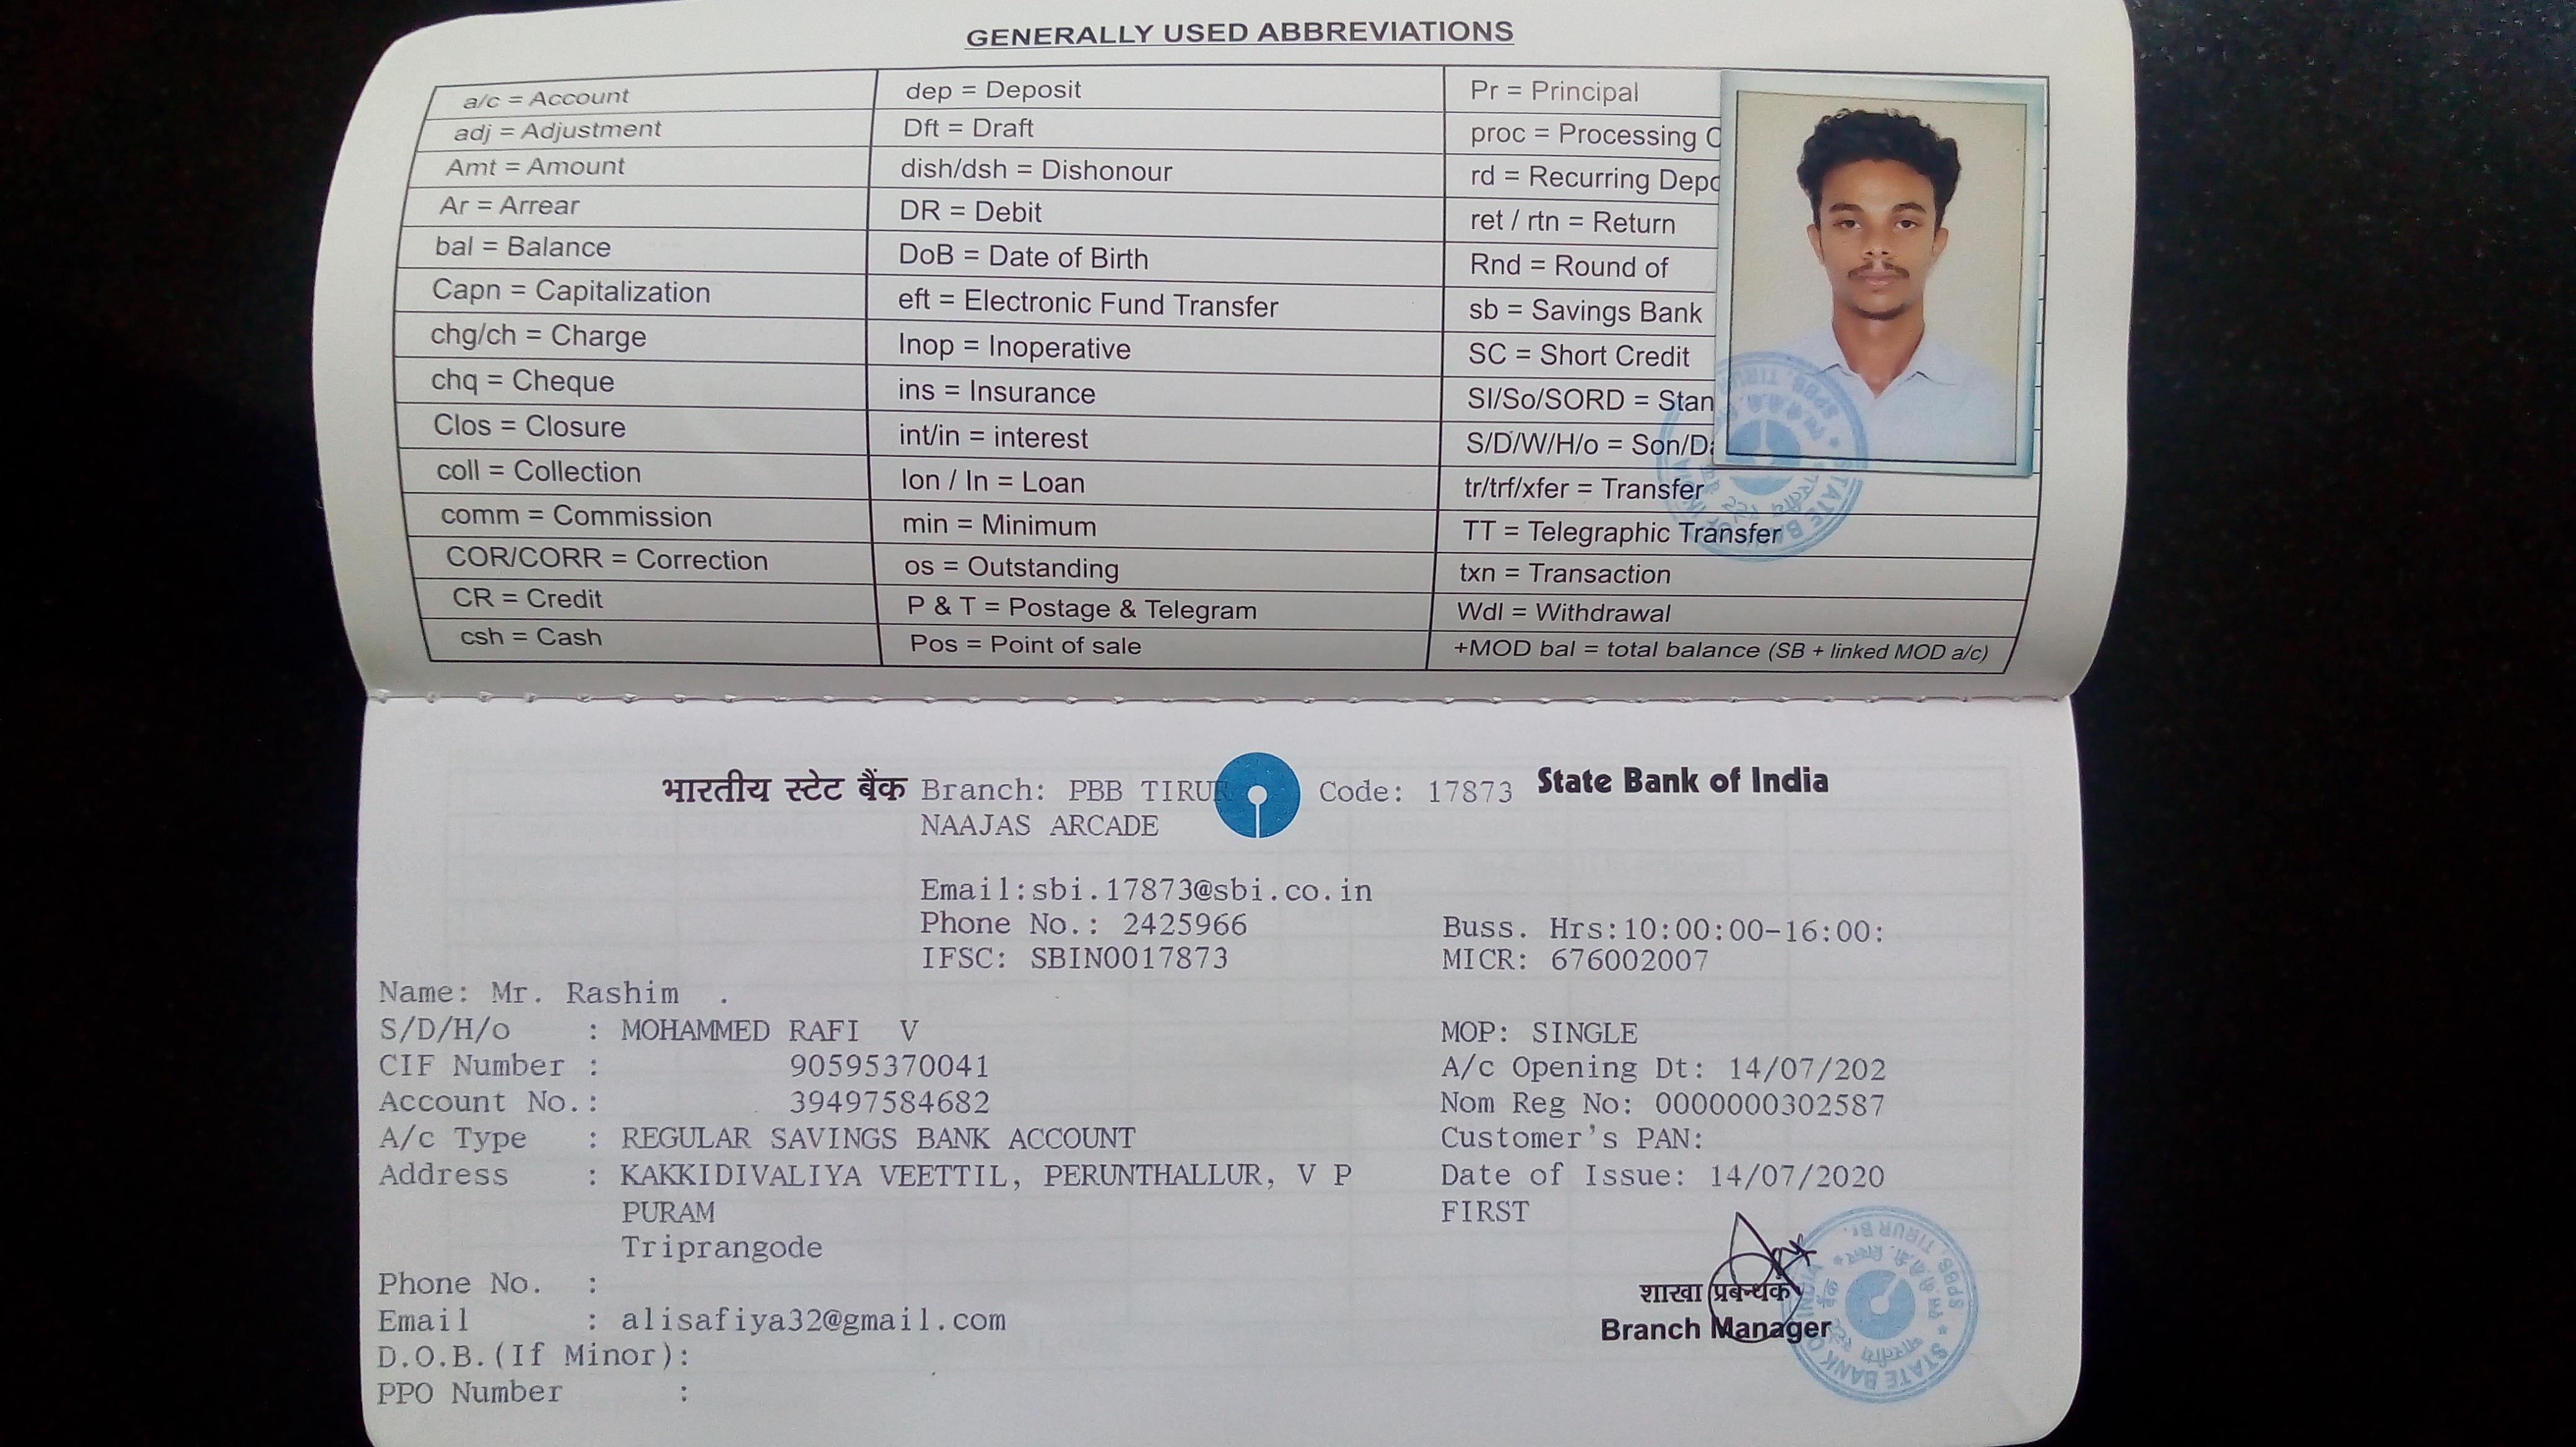 GENERALLY USED ABBREVIATIONS
a/c = Account
adj = Adjustment
Amt = Amount
Ar = Arrear
bal = Balance
Capn = Capitalization
chg/ch = Charge
chq = Cheque
Clos = Closure
coll = Collection
comm = Commission
COR/CORR = Correction
CR = Credit
csh = Cash
dep = Deposit
Dft = Draft
dish/dsh = Dishonour
DR = Debit
DoB = Date of Birth
eft = Electronic Fund Transfer
Inop = Inoperative
ins = Insurance
int/in = interest
lon / ln = Loan
min = Minimum
os = Outstanding
P & T = Postage & Telegram
Pos = Point of sale
Pr = Principal
proc = Processing C
rd = Recurring Depo
ret / rtn = Return
Rnd = Round of
sb = Savings Bank
SC = Short Credit
SI/So/SORD = Stan
S/D/W/H/o = Son/Da
tr/trf/xfer = Transfer
TT = Telegraphic Transfer
txn = Transaction
Wdl = Withdrawal
+MOD bal = total balance (SB + linked MOD a/c)
भारतीय स्टेट बैंक Branch: PBB TIRUR Code: 17873 State Bank of India
NAAJAS ARCADE
Email:sbi.17873@sbi.co.in
Phone No.: 2425966 Buss. Hrs:10:00:00-16:00:
IFSC: SBIN0017873 MICR: 676002007
Name: Mr. Rashim .
S/D/H/o : MOHAMMED RAFI V MOP: SINGLE
CIF Number : 90595370041 A/c Opening Dt: 14/07/202
Account No.: 39497584682 Nom Reg No: 0000000302587
A/c Type : REGULAR SAVINGS BANK ACCOUNT Customer's PAN:
Address : KAKKIDIVALIYA VEETTIL, PERUNTHALLUR, V P Date of Issue: 14/07/2020
PURAM FIRST
Triprangode
Phone No. :
Email : alisafiya32@gmail.com
D.O.B.(If Minor):
PPO Number :
शाखा प्रबन्धक
Branch Manager
STATE BANK OF INDIA
SPBB, TIRUR Br.